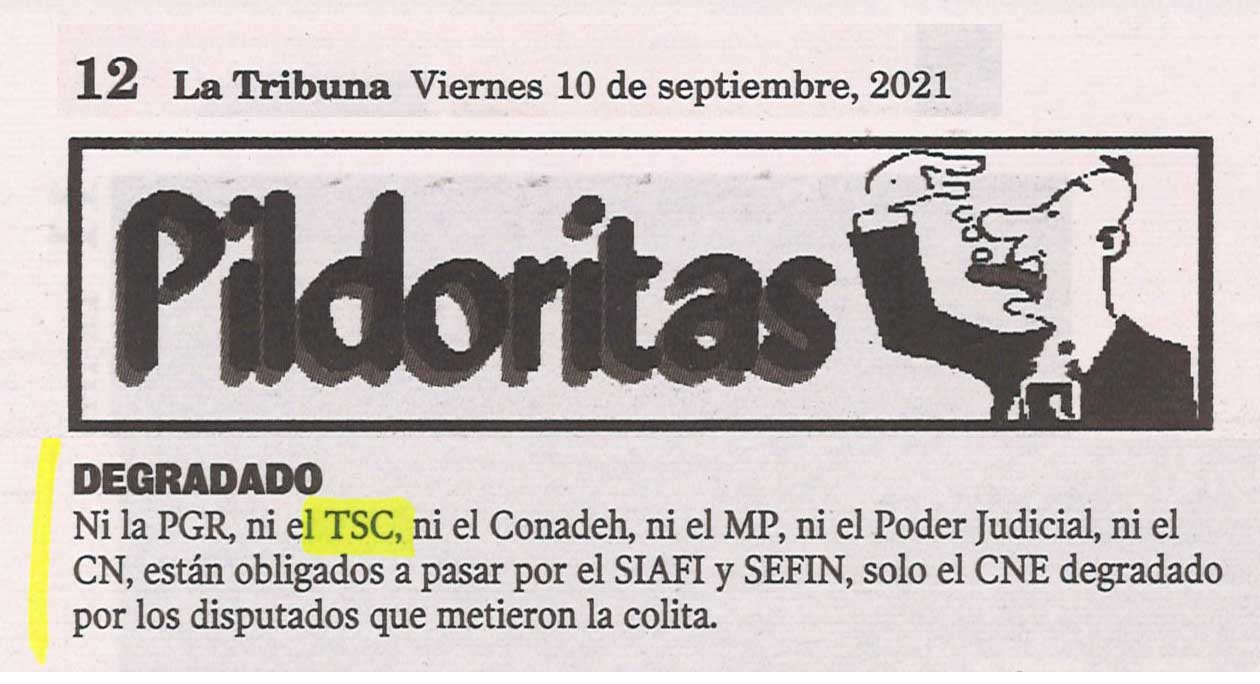 12 La Tribuna Viernes 10 de septiembre, 2021
Pildoritas
DEGRADADO
Ni la PGR, ni el TSC, ni el Conadeh, ni el MP, ni el Poder Judicial, ni el
CN, están obligados a pasar por el SIAFI y SEFIN, solo el CNE degradado
por los disputados que metieron la colita.